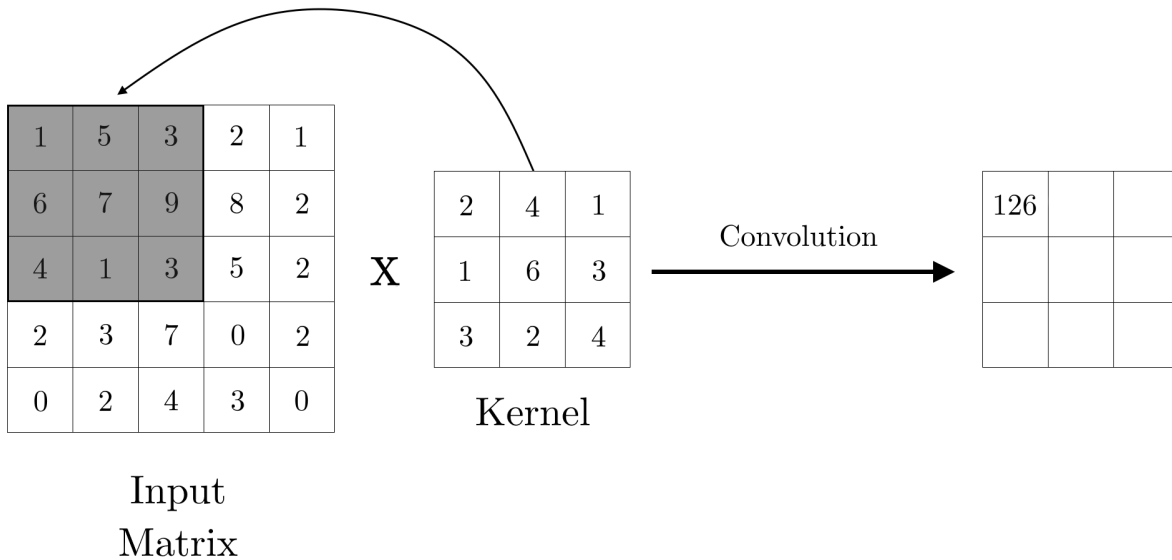 1 5 3 2 1
6 7 9 8 2
4 1 3 5 2
2 3 7 0 2
0 2 4 3 0
Input
Matrix
x
2 4 1
1 6 3
3 2 4
Kernel
Convolution
126